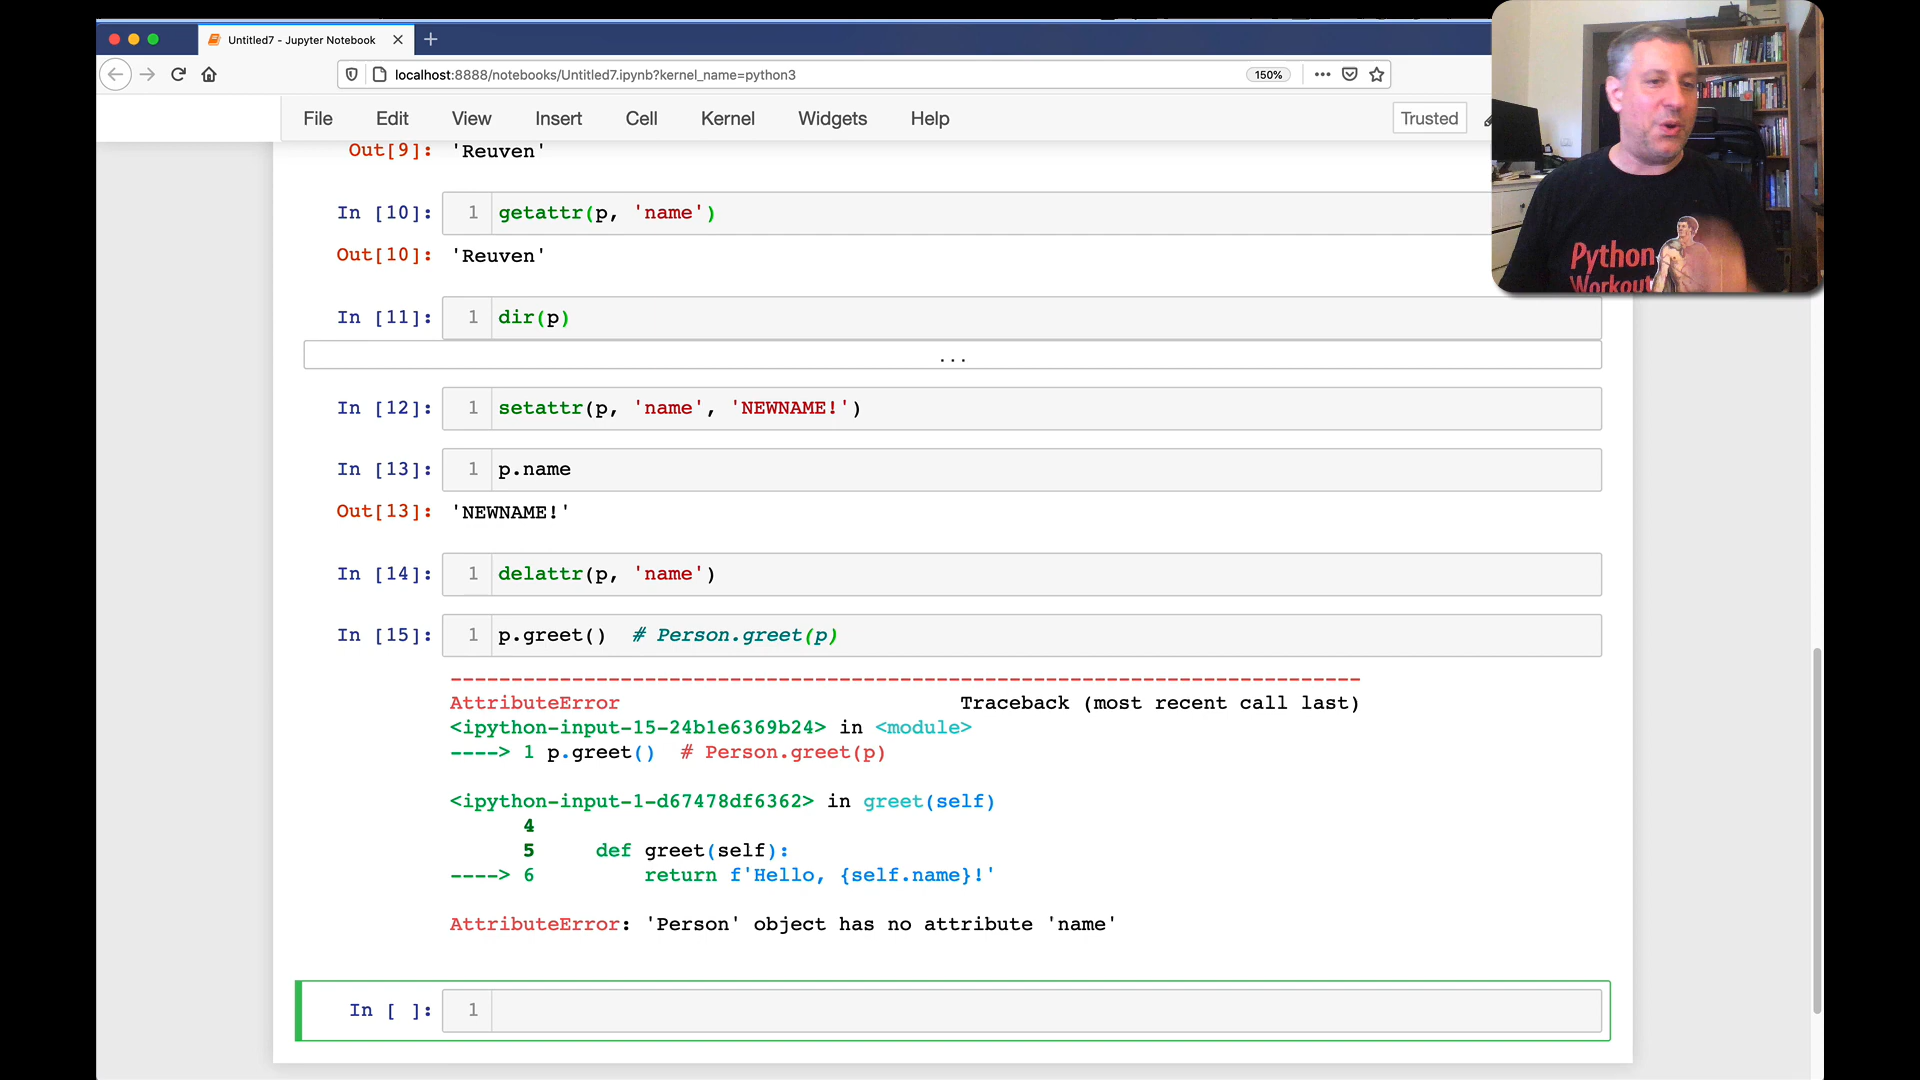 Untitled7 - Jupyter Notebook
localhost:8888/notebooks/Untitled7.ipynb?kernel_name=python3
150%
File Edit View Insert Cell Kernel Widgets Help
Trusted
Out[9]: 'Reuven'
In [10]: 1 getattr(p, 'name')
Out[10]: 'Reuven'
In [11]: 1 dir(p)
...
In [12]: 1 setattr(p, 'name', 'NEWNAME!')
In [13]: 1 p.name
Out[13]: 'NEWNAME!'
In [14]: 1 delattr(p, 'name')
In [15]: 1 p.greet()  # Person.greet(p)
---------------------------------------------------------------------------
AttributeError                            Traceback (most recent call last)
<ipython-input-15-24b1e6369b24> in <module>
----> 1 p.greet()  # Person.greet(p)
<ipython-input-1-d67478df6362> in greet(self)
      4
      5     def greet(self):
----> 6         return f'Hello, {self.name}!'
AttributeError: 'Person' object has no attribute 'name'
In [ ]: 1
Python
Workout